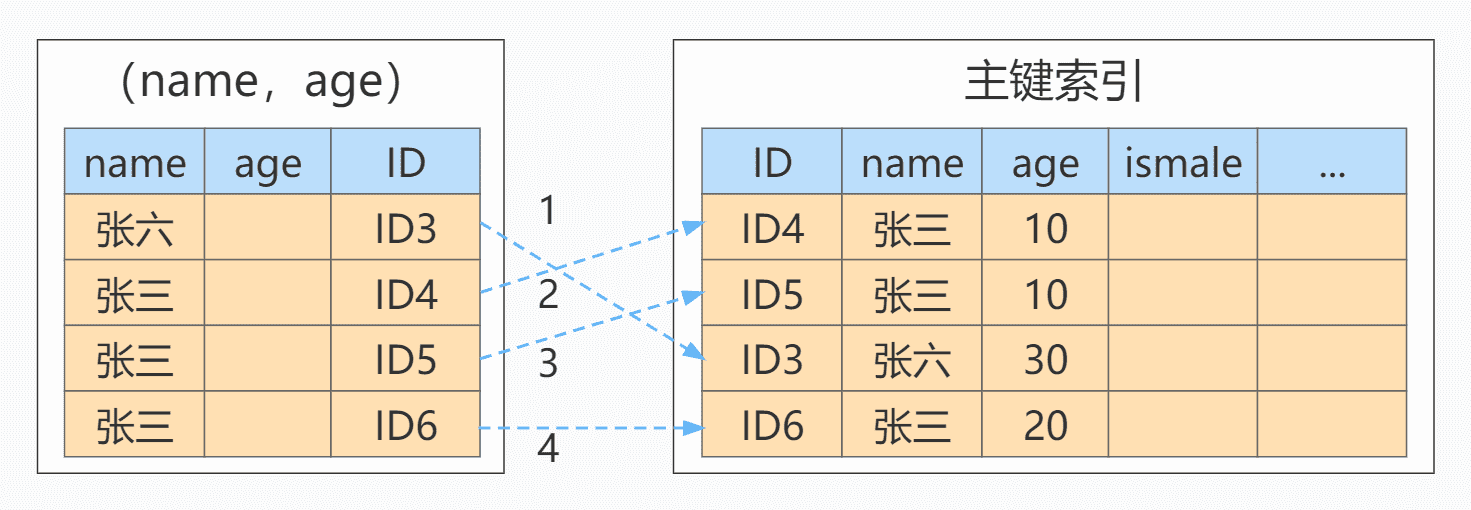 （name，age）
name age ID
张六 ID3
张三 ID4
张三 ID5
张三 ID6
1
2
3
4
主键索引
ID name age ismale ...
ID4 张三 10
ID5 张三 10
ID3 张六 30
ID6 张三 20